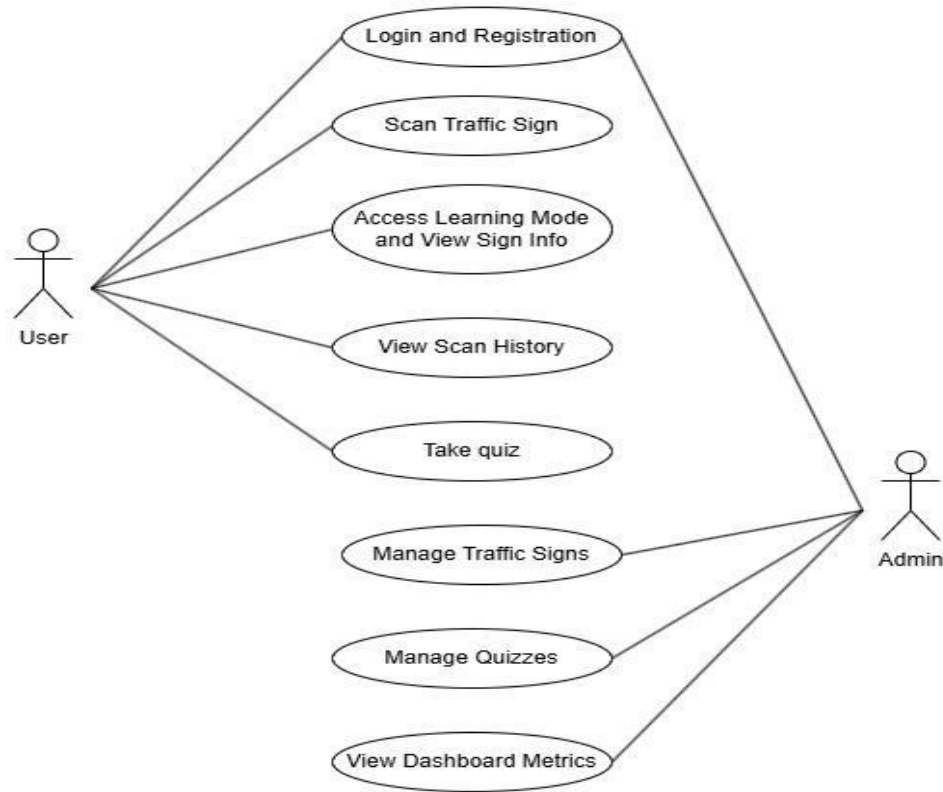 Login and Registration
Scan Traffic Sign
Access Learning Mode
and View Sign Info
User
View Scan History
Take quiz
Manage Traffic Signs
Admin
Manage Quizzes
View Dashboard Metrics